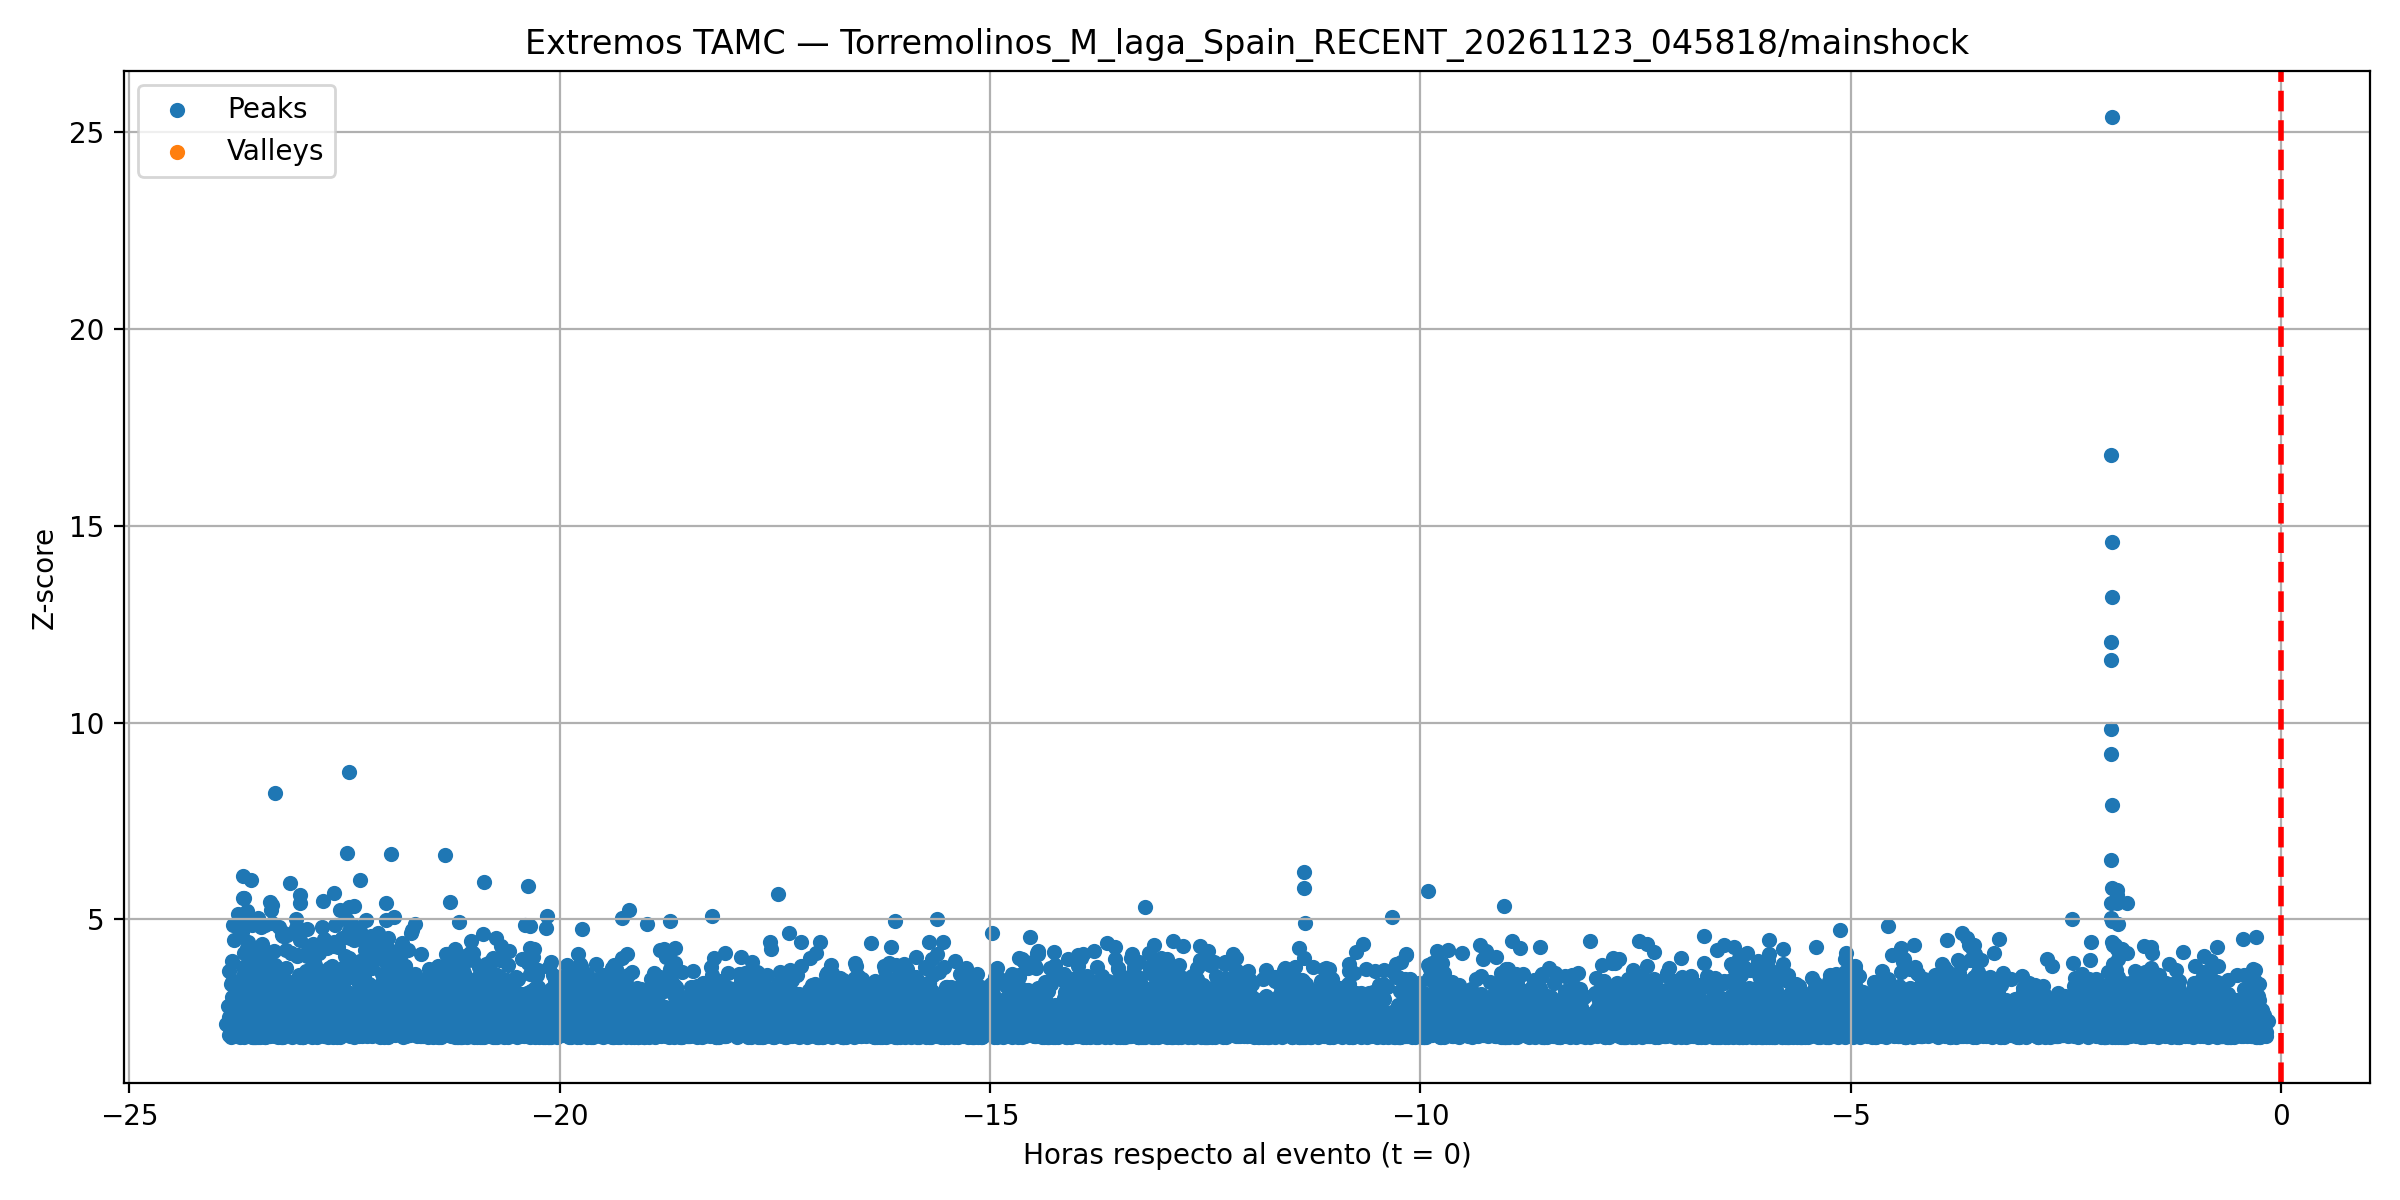 Extremos TAMC — Torremolinos_M_laga_Spain_RECENT_20261123_045818/mainshock
Peaks
Valleys
25
20
15
10
5
Z-score
−25 −20 −15 −10 −5 0
Horas respecto al evento (t = 0)